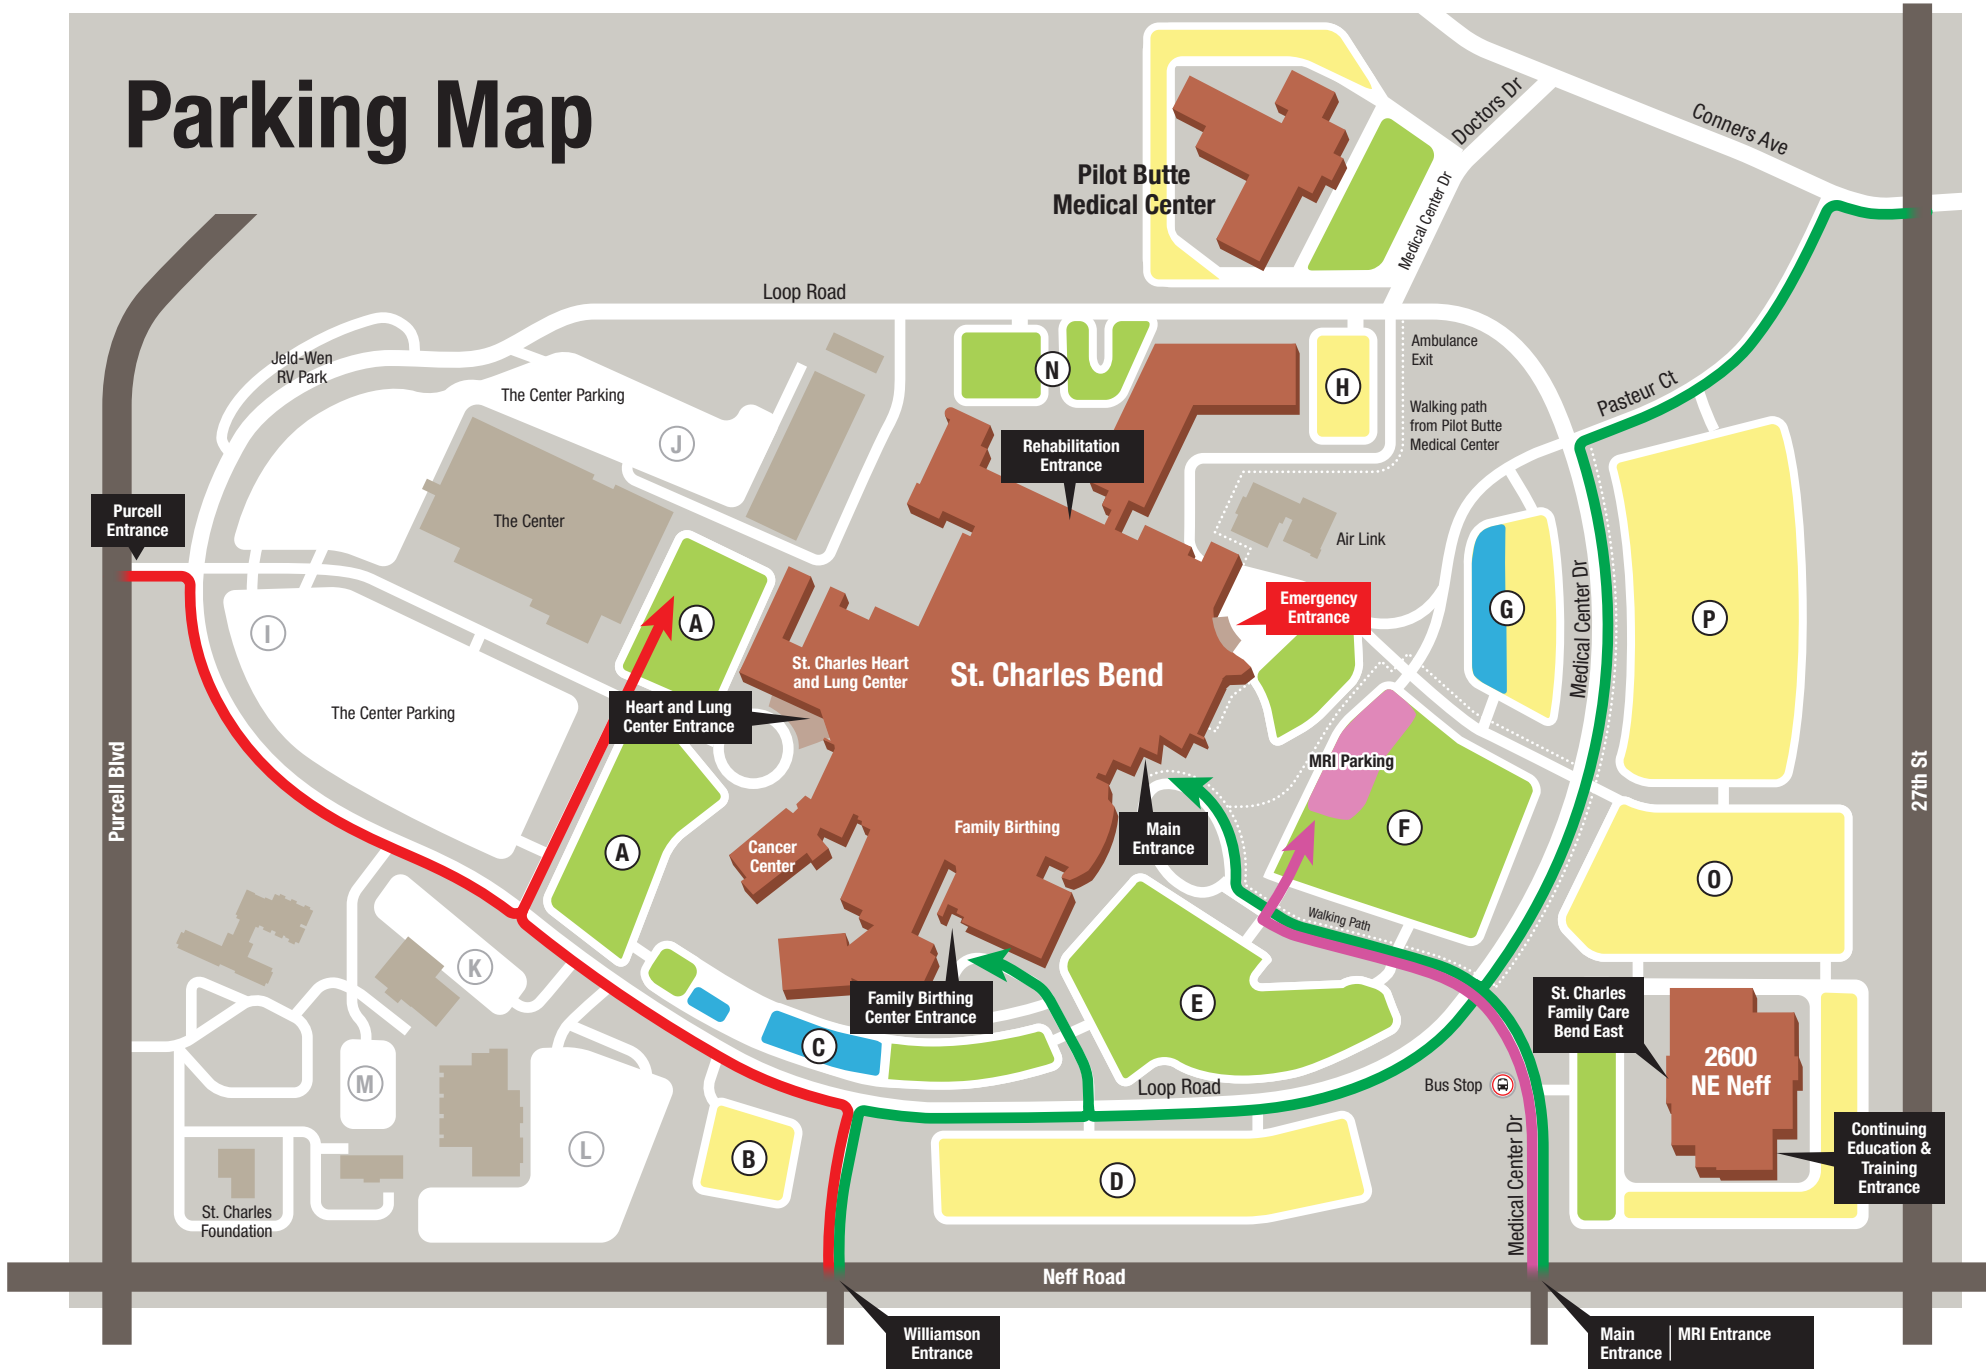 Parking Map
Pilot Butte
Medical Center
Doctors Dr
Conners Ave
Medical Center Dr
Loop Road
Jeld-Wen
RV Park
The Center Parking
J
N
H
Ambulance
Exit
Walking path
from Pilot Butte
Medical Center
Pasteur Ct
Rehabilitation
Entrance
Purcell
Entrance
The Center
Air Link
Emergency
Entrance
A
I
G
P
St. Charles Heart
and Lung Center
St. Charles Bend
Medical Center Dr
The Center Parking
Heart and Lung
Center Entrance
MRI Parking
Purcell Blvd
27th St
Family Birthing
Main
Entrance
F
A
Cancer
Center
O
Walking Path
K
E
Family Birthing
Center Entrance
St. Charles
Family Care
Bend East
C
2600
NE Neff
M
Loop Road
Bus Stop
L
B
D
Medical Center Dr
Continuing
Education &
Training
Entrance
St. Charles
Foundation
Neff Road
Williamson
Entrance
Main
Entrance
MRI Entrance